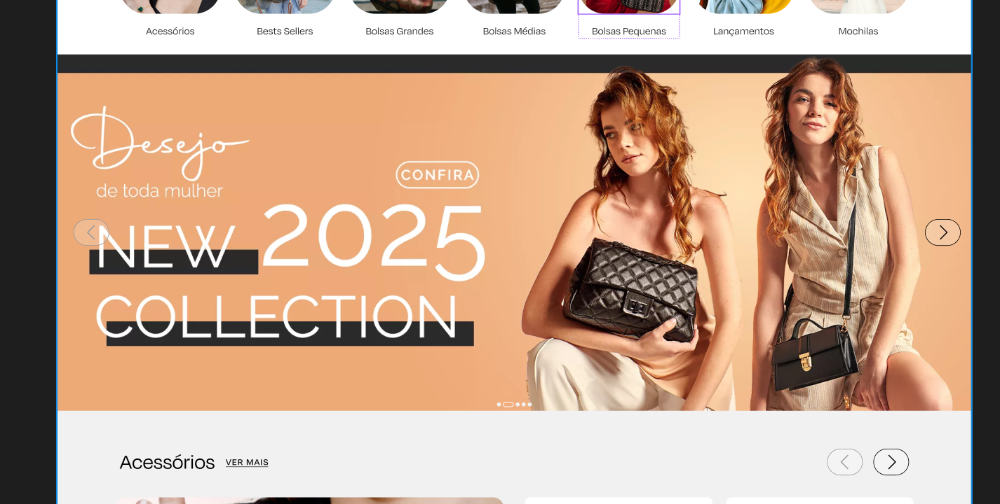 Acessórios
Bests Sellers
Bolsas Grandes
Bolsas Médias
Bolsas Pequenas
Lançamentos
Mochilas
Desejo
de toda mulher
CONFIRA
NEW 2025
COLLECTION
Acessórios VER MAIS